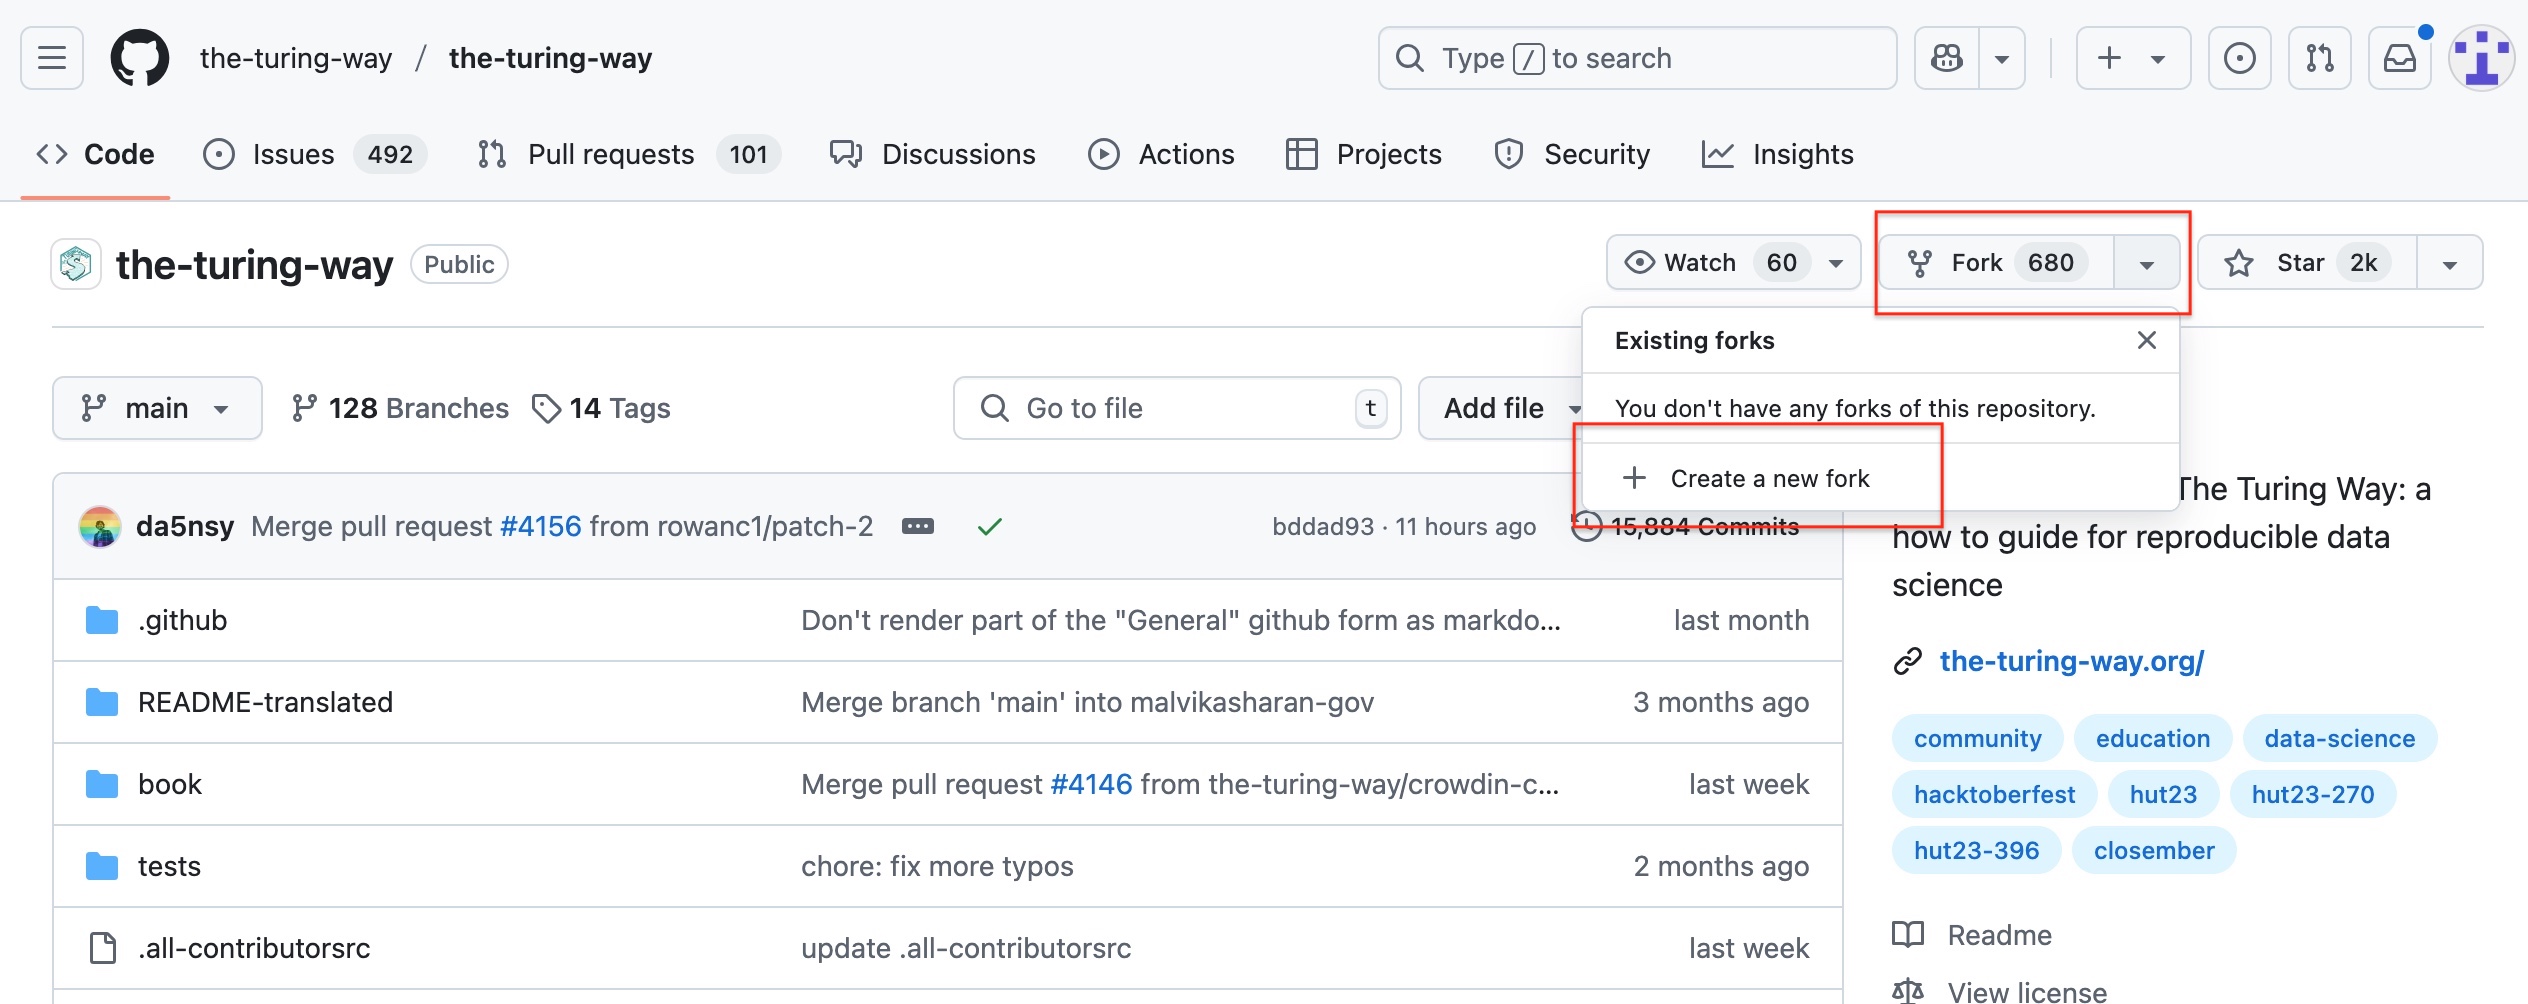 the-turing-way / the-turing-way
Type / to search
Code
Issues 492
Pull requests 101
Discussions
Actions
Projects
Security
Insights
the-turing-way Public
Watch 60
Fork 680
Star 2k
Existing forks
You don't have any forks of this repository.
Create a new fork
main
128 Branches
14 Tags
Go to file t
Add file
da5nsy Merge pull request #4156 from rowanc1/patch-2
bddad93 · 11 hours ago
15,884 Commits
.github Don't render part of the "General" github form as markdo... last month
README-translated Merge branch 'main' into malvikasharan-gov 3 months ago
book Merge pull request #4146 from the-turing-way/crowdin-c... last week
tests chore: fix more typos 2 months ago
.all-contributorsrc update .all-contributorsrc last week
The Turing Way: a
how to guide for reproducible data
science
the-turing-way.org/
community education data-science
hacktoberfest hut23 hut23-270
hut23-396 closember
Readme
View license